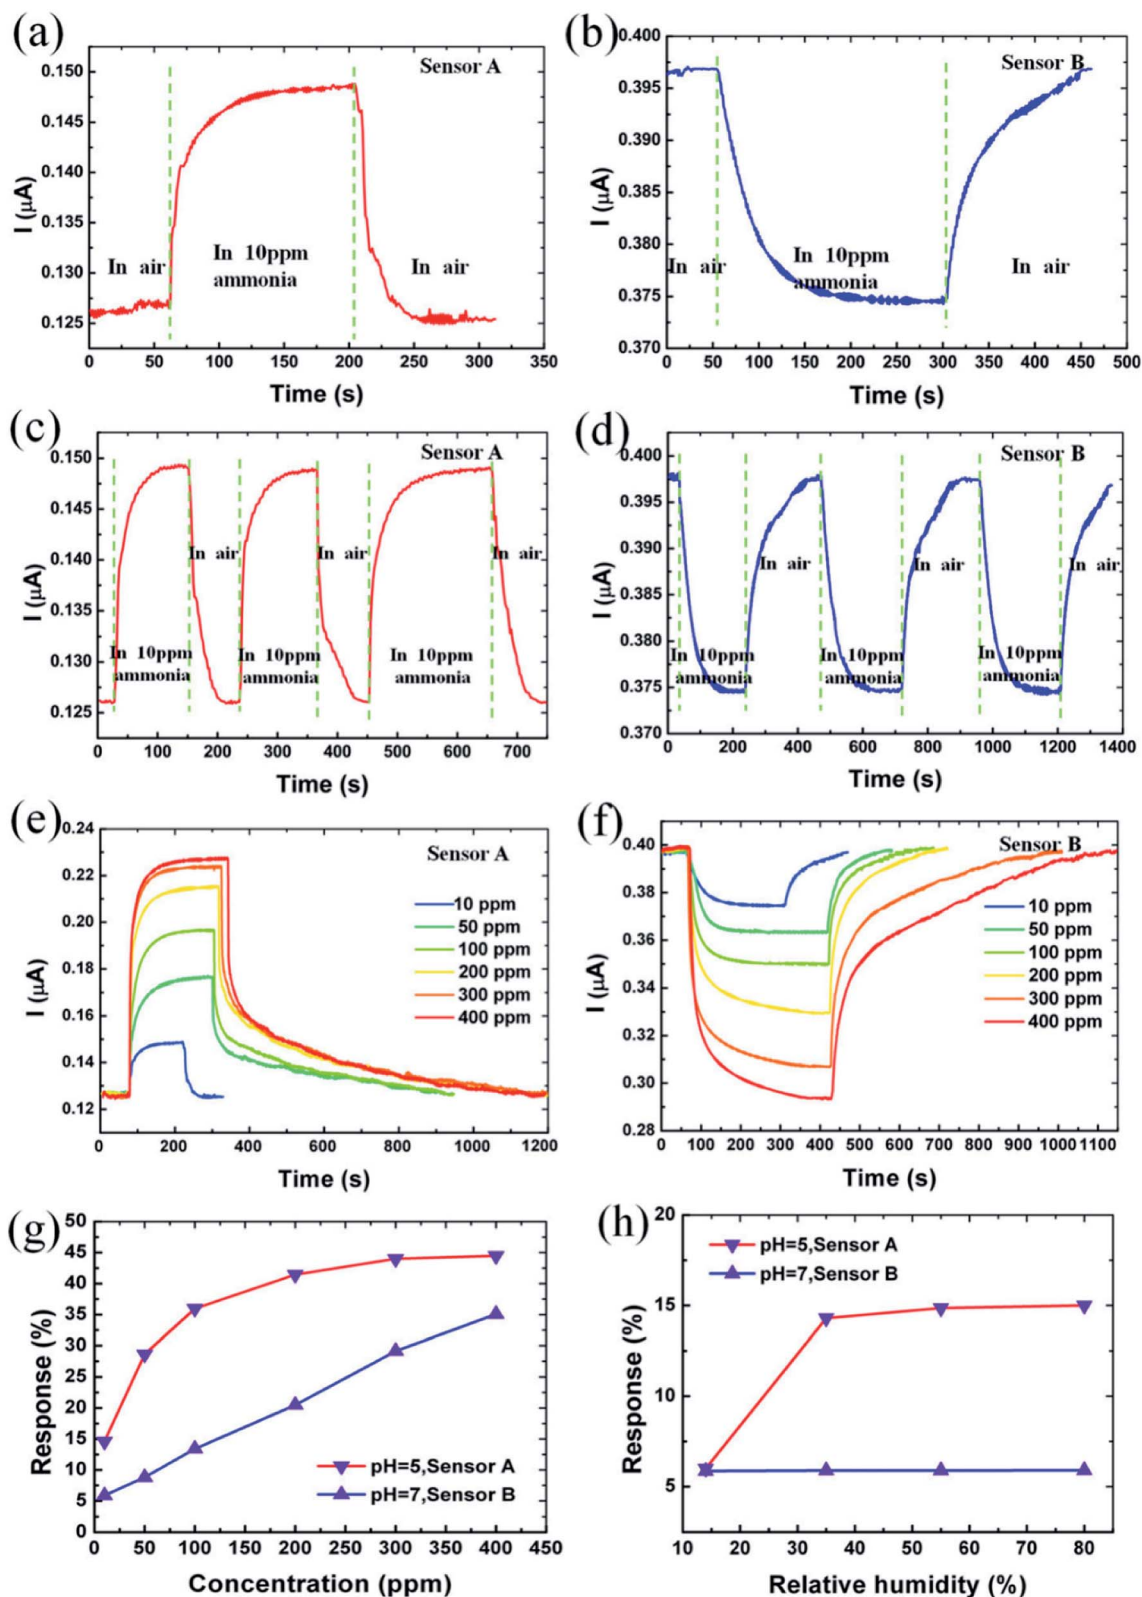 (a)
Sensor A
0.150
0.145
0.140
0.135
0.130
0.125
I (μA)
In air
In 10ppm
ammonia
In air
0 50 100 150 200 250 300 350
Time (s)
(b)
Sensor B
0.400
0.395
0.390
0.385
0.380
0.375
0.370
I (μA)
In air
In 10ppm
ammonia
In air
0 50 100 150 200 250 300 350 400 450 500
Time (s)
(c)
Sensor A
0.150
0.145
0.140
0.135
0.130
0.125
I (μA)
In air
In air
In air
In 10ppm
ammonia
In 10ppm
ammonia
In 10ppm
ammonia
0 100 200 300 400 500 600 700
Time (s)
(d)
Sensor B
0.400
0.395
0.390
0.385
0.380
0.375
0.370
I (μA)
In air
In air
In air
In 10ppm
ammonia
In 10ppm
ammonia
In 10ppm
ammonia
0 200 400 600 800 1000 1200 1400
Time (s)
(e)
Sensor A
0.24
0.22
0.20
0.18
0.16
0.14
0.12
I (μA)
10 ppm
50 ppm
100 ppm
200 ppm
300 ppm
400 ppm
0 200 400 600 800 1000 1200
Time (s)
(f)
Sensor B
0.40
0.38
0.36
0.34
0.32
0.30
0.28
I (μA)
10 ppm
50 ppm
100 ppm
200 ppm
300 ppm
400 ppm
0 100 200 300 400 500 600 700 800 900 1000 1100
Time (s)
(g)
50
45
40
35
30
25
20
15
10
5
0
Response (%)
pH=5,Sensor A
pH=7,Sensor B
0 50 100 150 200 250 300 350 400 450
Concentration (ppm)
(h)
20
15
10
5
Response (%)
pH=5,Sensor A
pH=7,Sensor B
10 20 30 40 50 60 70 80
Relative humidity (%)